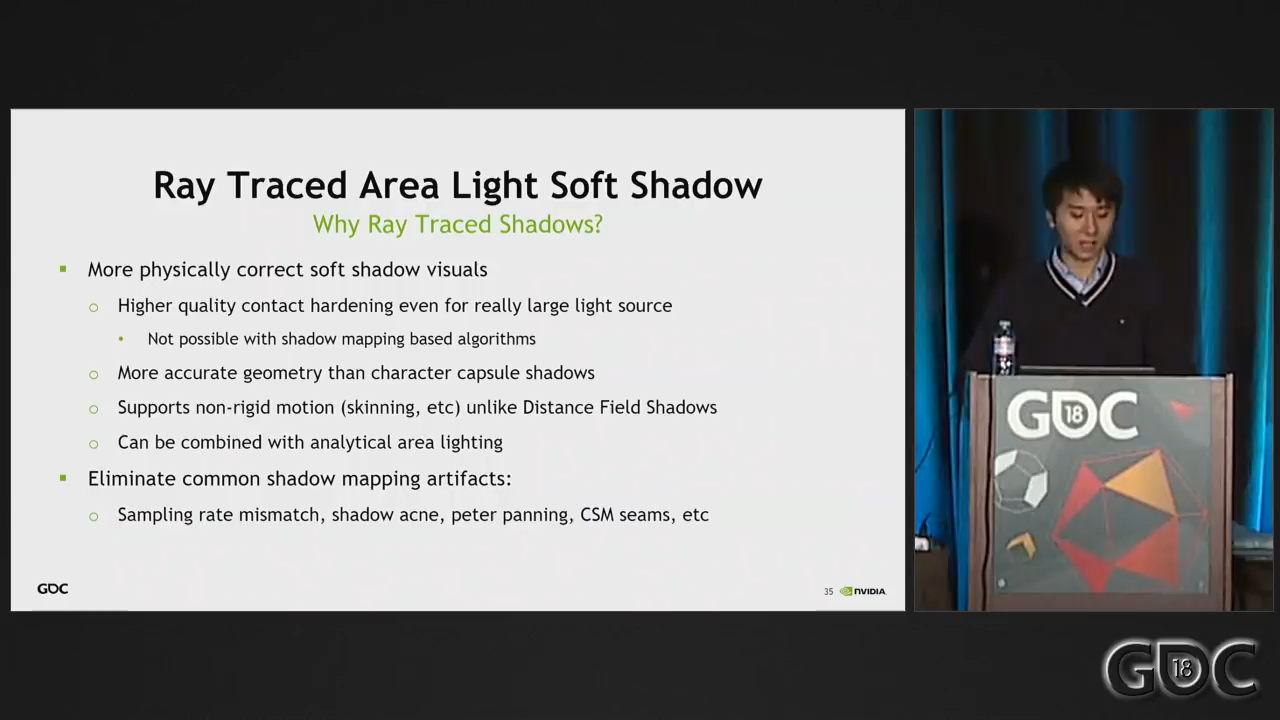 Ray Traced Area Light Soft Shadow
Why Ray Traced Shadows?
More physically correct soft shadow visuals
Higher quality contact hardening even for really large light source
Not possible with shadow mapping based algorithms
More accurate geometry than character capsule shadows
Supports non-rigid motion (skinning, etc) unlike Distance Field Shadows
Can be combined with analytical area lighting
Eliminate common shadow mapping artifacts:
Sampling rate mismatch, shadow acne, peter panning, CSM seams, etc
GDC
35 NVIDIA
GDC 18
GDC 18